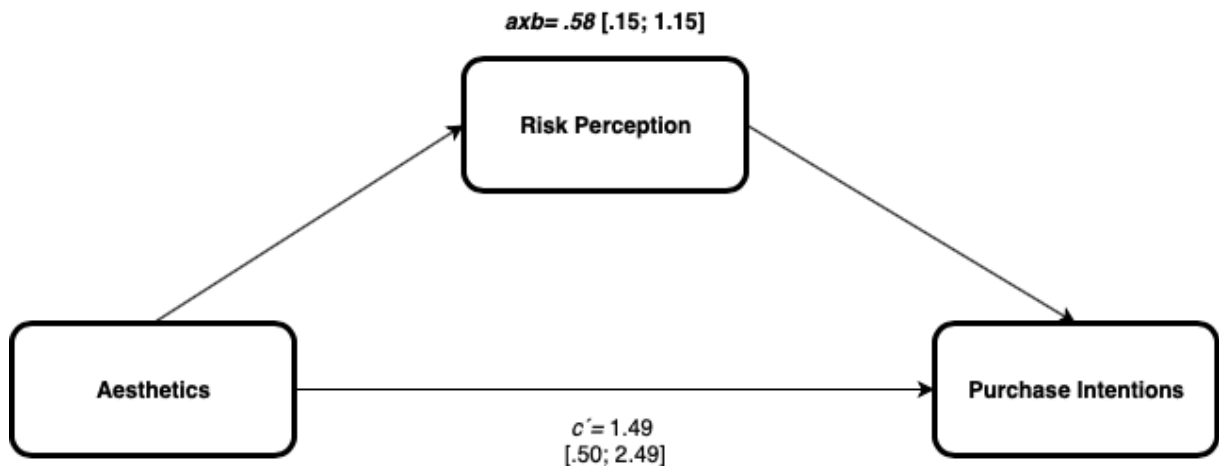 axb= .58 [.15; 1.15]
Risk Perception
Aesthetics
Purchase Intentions
c´= 1.49
[.50; 2.49]